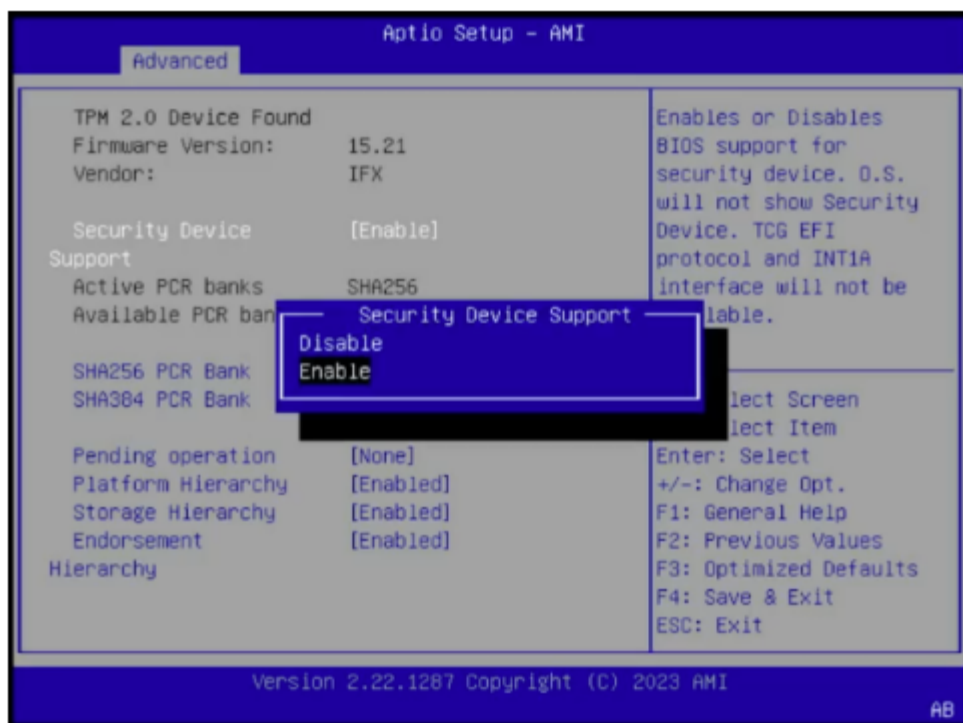 Aptio Setup - AMI
Advanced
TPM 2.0 Device Found
Firmware Version: 15.21
Vendor: IFX
Security Device [Enable]
Support
Active PCR banks SHA256
Available PCR ban
SHA256 PCR Bank
SHA384 PCR Bank
Pending operation [None]
Platform Hierarchy [Enabled]
Storage Hierarchy [Enabled]
Endorsement [Enabled]
Hierarchy
Security Device Support
Disable
Enable
Enables or Disables
BIOS support for
security device. O.S.
will not show Security
Device. TCG EFI
protocol and INT1A
interface will not be
lable.
lect Screen
lect Item
Enter: Select
+/-: Change Opt.
F1: General Help
F2: Previous Values
F3: Optimized Defaults
F4: Save & Exit
ESC: Exit
Version 2.22.1287 Copyright (C) 2023 AMI
AB